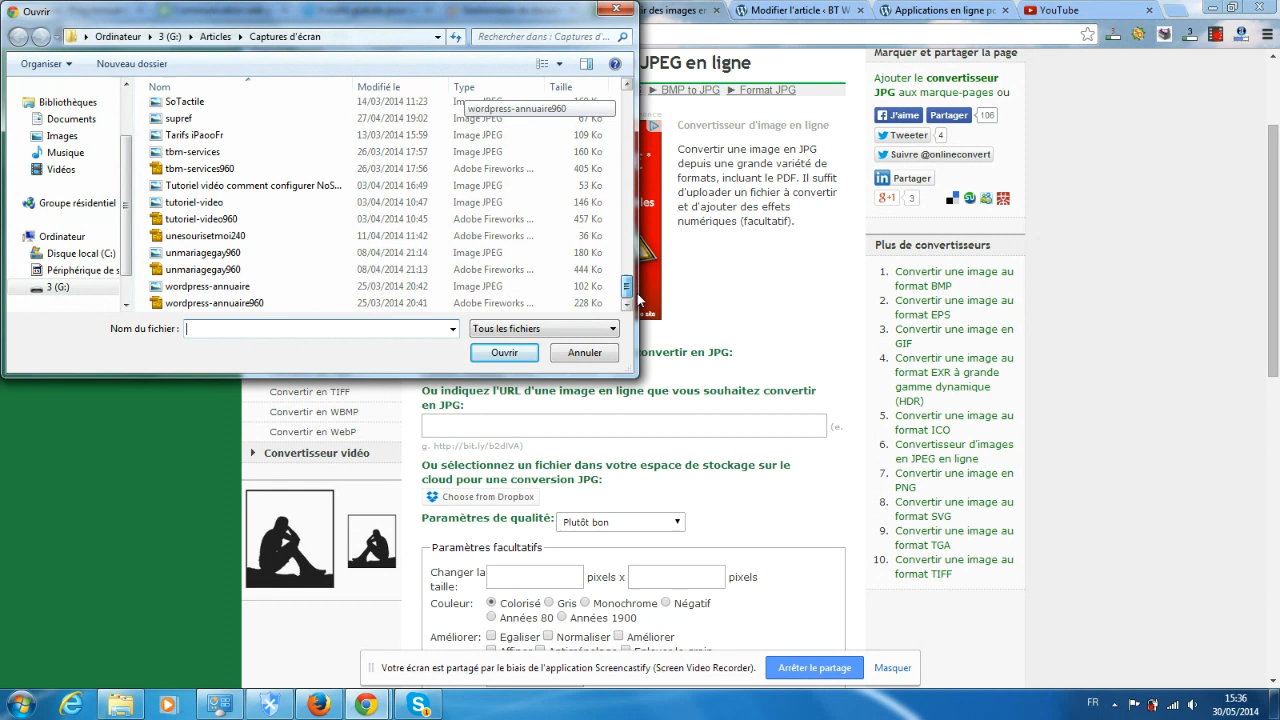 Ouvrir
Ordinateur
3 (G:)
Articles
Captures d'écran
Rechercher dans : Captures d'...
Organiser
Nouveau dossier
Nom
Modifié le
Type
Taille
SoTactile 14/03/2014 11:23
wordpress-annuaire960
supref 27/04/2014 19:02 Image JPEG 67 Ko
Tarifs iPaooFr 13/03/2014 15:59 Image JPEG 109 Ko
tbm-services 26/03/2014 17:57 Image JPEG 160 Ko
tbm-services960 26/03/2014 17:56 Adobe Fireworks ... 405 Ko
Tutoriel vidéo comment configurer NoS... 03/04/2014 16:49 Image JPEG 53 Ko
tutoriel-video 03/04/2014 10:47 Image JPEG 146 Ko
tutoriel-video960 03/04/2014 10:45 Adobe Fireworks ... 457 Ko
unesourisetmoi240 11/04/2014 11:42 Adobe Fireworks ... 36 Ko
unmariagegay960 08/04/2014 21:14 Image JPEG 180 Ko
unmariagegay960 08/04/2014 21:13 Adobe Fireworks ... 444 Ko
wordpress-annuaire 25/03/2014 20:42 Image JPEG 102 Ko
wordpress-annuaire960 25/03/2014 20:41 Adobe Fireworks ... 228 Ko
Bibliothèques
Documents
Images
Musique
Vidéos
Groupe résidentiel
Ordinateur
Disque local (C:)
Périphérique de s
3 (G:)
Nom du fichier :
Tous les fichiers
Ouvrir
Annuler
r des images en
Modifier l'article ‹ BT W
Applications en ligne po
YouTube
JPEG en ligne
BMP to JPG
Format JPG
Convertisseur d'image en ligne
Convertir une image en JPG
depuis une grande variété de
formats, incluant le PDF. Il suffit
d'uploader un fichier à convertir
et d'ajouter des effets
numériques (facultatif).
convertir en JPG:
Ou indiquez l'URL d'une image en ligne que vous souhaitez convertir
en JPG:
(e.
g. http://bit.ly/b2dlVA)
Ou sélectionnez un fichier dans votre espace de stockage sur le
cloud pour une conversion JPG:
Choose from Dropbox
Paramètres de qualité:
Plutôt bon
Paramètres facultatifs
Changer la
taille:
pixels x
pixels
Couleur:
Colorisé
Gris
Monochrome
Négatif
Années 80
Années 1900
Améliorer:
Egaliser
Normaliser
Améliorer
Convertir en TIFF
Convertir en WBMP
Convertir en WebP
Convertisseur vidéo
Marquer et partager la page
Ajouter le convertisseur
JPG aux marque-pages ou
J'aime
Partager
106
Tweeter
4
Suivre @onlineconvert
Partager
+1
3
Plus de convertisseurs
1. Convertir une image au
format BMP
2. Convertir une image au
format EPS
3. Convertir une image en
GIF
4. Convertir une image au
format EXR à grande
gamme dynamique
(HDR)
5. Convertir une image au
format ICO
6. Convertisseur d'images
en JPEG en ligne
7. Convertir une image en
PNG
8. Convertir une image au
format SVG
9. Convertir une image au
format TGA
10. Convertir une image au
format TIFF
Votre écran est partagé par le biais de l'application Screencastify (Screen Video Recorder).
Arrêter le partage
Masquer
FR
15:36
30/05/2014